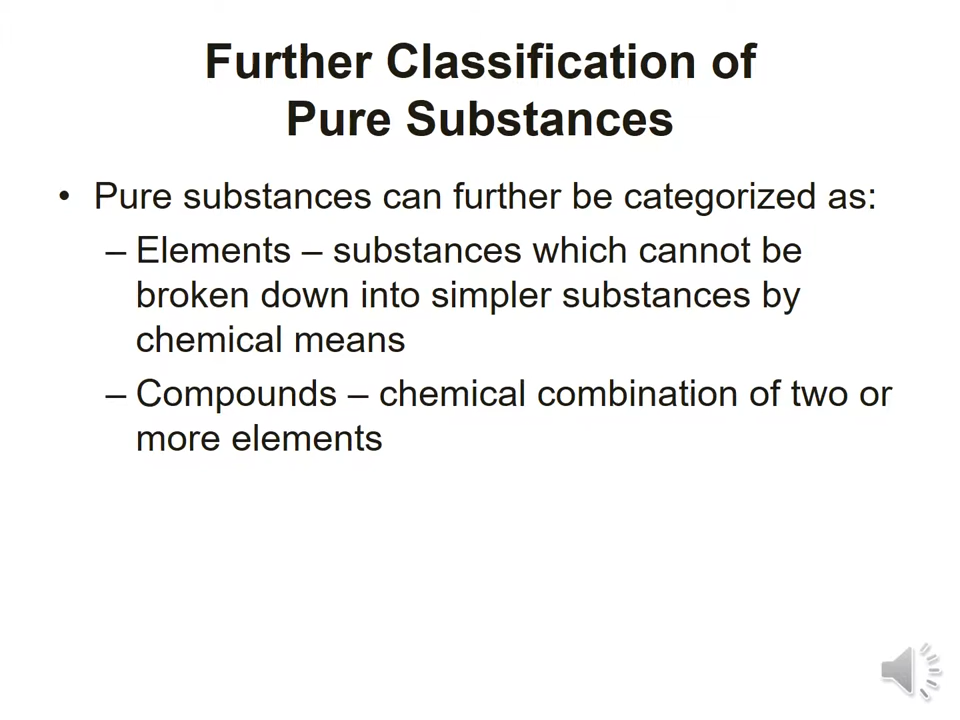 Further Classification of
Pure Substances
• Pure substances can further be categorized as:
– Elements – substances which cannot be
broken down into simpler substances by
chemical means
– Compounds – chemical combination of two or
more elements